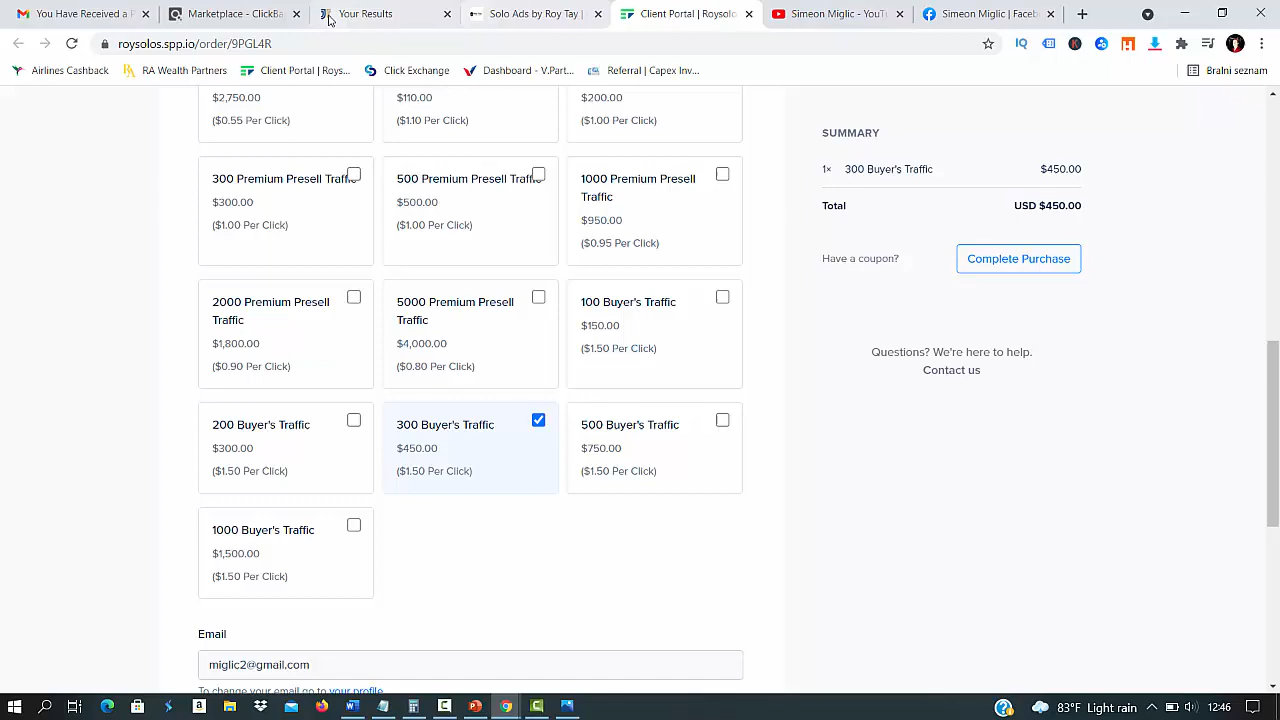 You Have Received a P
Marketplace - ClickBa
Your Results
Solo Ads by Roy Tay |
Client Portal | Roysolo
Simeon Miglic - YouTu
Simeon Miglic | Faceb
roysolos.spp.io/order/9PGL4R
IQ
Airlines Cashback
RA Wealth Partners
Client Portal | Roys...
Click Exchange
Dashboard - V.Part...
Referral | Capex Inv...
Bralni seznam
$2,750.00
($0.55 Per Click)
$110.00
($1.10 Per Click)
$200.00
($1.00 Per Click)
300 Premium Presell Traffic
$300.00
($1.00 Per Click)
500 Premium Presell Traffic
$500.00
($1.00 Per Click)
1000 Premium Presell
Traffic
$950.00
($0.95 Per Click)
2000 Premium Presell
Traffic
$1,800.00
($0.90 Per Click)
5000 Premium Presell
Traffic
$4,000.00
($0.80 Per Click)
100 Buyer's Traffic
$150.00
($1.50 Per Click)
200 Buyer's Traffic
$300.00
($1.50 Per Click)
300 Buyer's Traffic
$450.00
($1.50 Per Click)
500 Buyer's Traffic
$750.00
($1.50 Per Click)
1000 Buyer's Traffic
$1,500.00
($1.50 Per Click)
Email
miglic2@gmail.com
To change your email go to your profile
SUMMARY
1× 300 Buyer's Traffic $450.00
Total USD $450.00
Have a coupon?
Complete Purchase
Questions? We're here to help.
Contact us
83°F Light rain
12:46